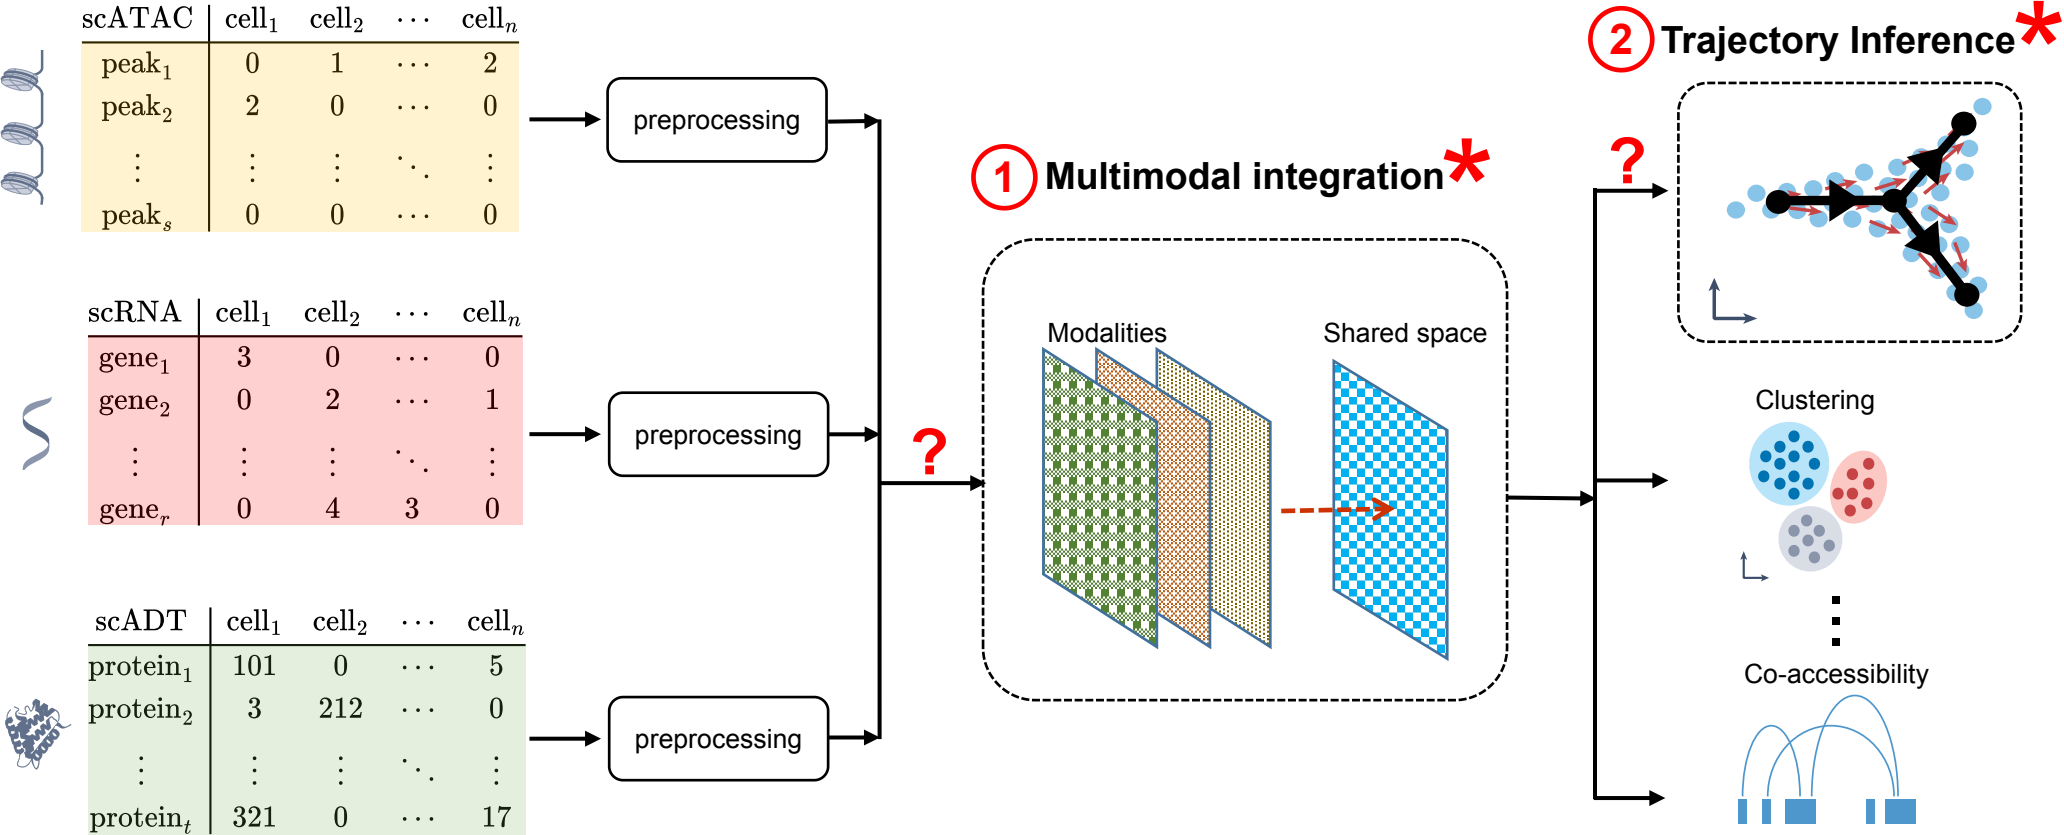 scATAC cell₁ cell₂ ⋯ cellₙ
peak₁ 0 1 ⋯ 2
peak₂ 2 0 ⋯ 0
⋮ ⋮ ⋮ ⋱ ⋮
peakₛ 0 0 ⋯ 0
preprocessing
scRNA cell₁ cell₂ ⋯ cellₙ
gene₁ 3 0 ⋯ 0
gene₂ 0 2 ⋯ 1
⋮ ⋮ ⋮ ⋱ ⋮
geneᵣ 0 4 3 0
preprocessing
scADT cell₁ cell₂ ⋯ cellₙ
protein₁ 101 0 ⋯ 5
protein₂ 3 212 ⋯ 0
⋮ ⋮ ⋮ ⋱ ⋮
proteinₜ 321 0 ⋯ 17
preprocessing
?
① Multimodal integration*
Modalities
Shared space
② Trajectory Inference*
?
Clustering
⋮
Co-accessibility